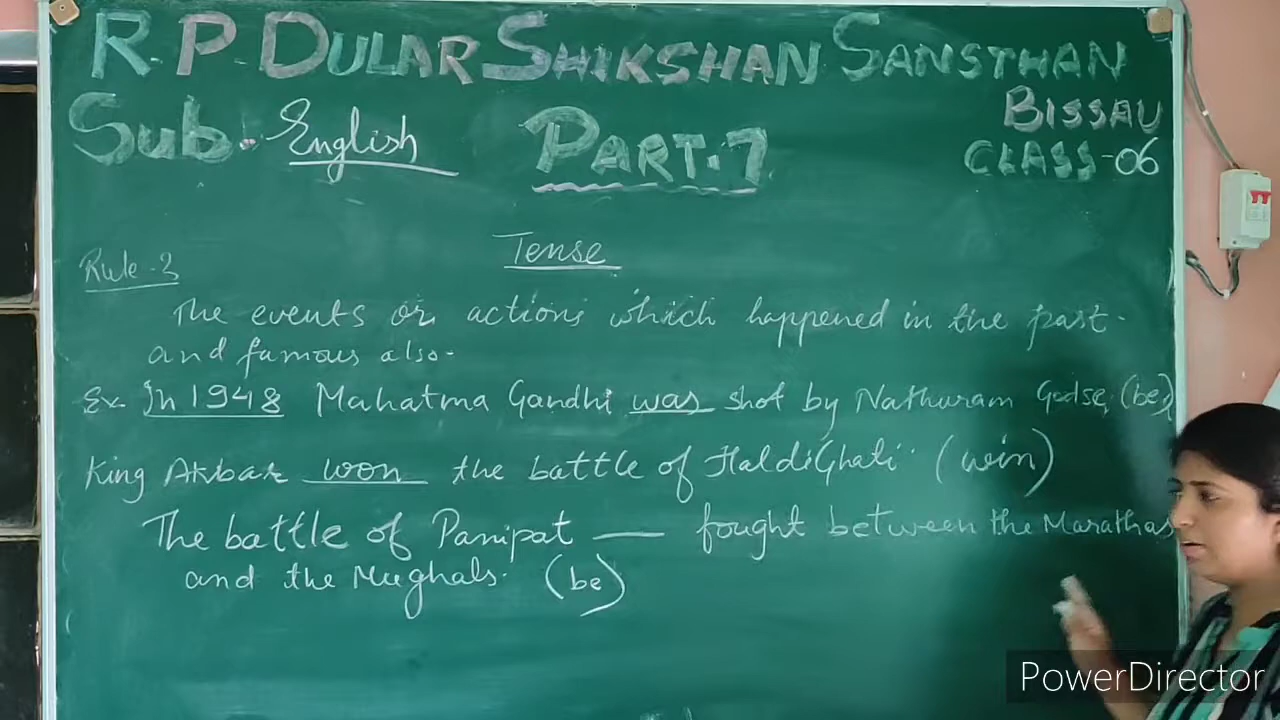 R.P. DULAR SHIKSHAN SANSTHAN
BISSAU
Sub. English PART.7
CLASS-06
Tense
Rule-3
The events or actions which happened in the past.
and famous also.
Ex. In 1948 Mahatma Gandhi was shot by Nathuram Godse. (be)
King Akbar won the battle of HaldiGhati. (win)
The battle of Panipat — fought between the Marathas
and the Mughals. (be)
PowerDirector